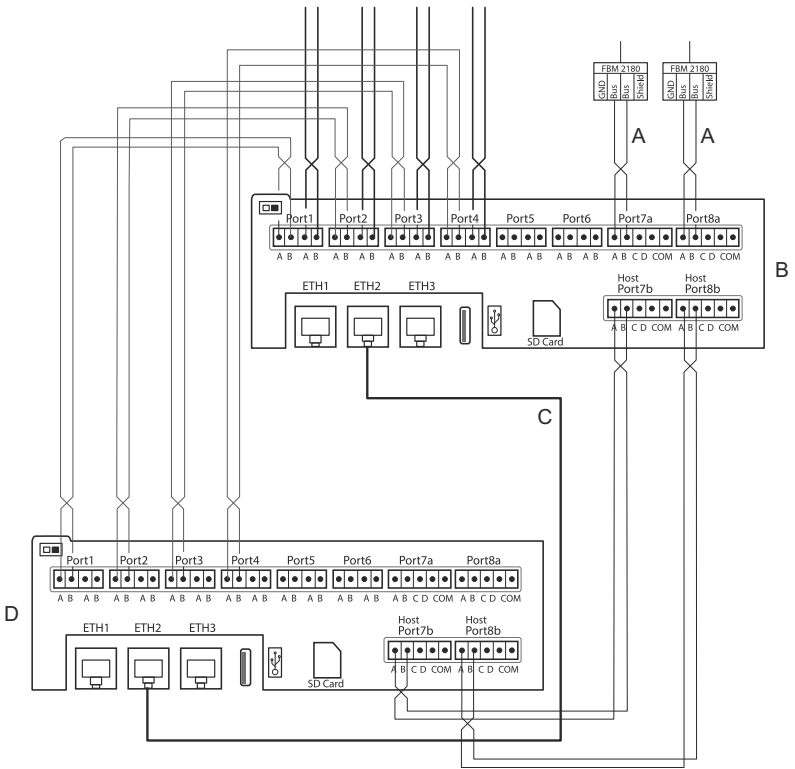 FBM 2180 FBM 2180
GND Bus Bus Shield GND Bus Bus Shield
A A
Port1 Port2 Port3 Port4 Port5 Port6 Port7a Port8a
A B A B A B A B A B A B A B A B A B A B A B A B A B C D COM A B C D COM
B
ETH1 ETH2 ETH3
Host Host
Port7b Port8b
A B C D COM A B C D COM
SD Card
C
Port1 Port2 Port3 Port4 Port5 Port6 Port7a Port8a
A B A B A B A B A B A B A B A B A B A B A B A B A B C D COM A B C D COM
D
ETH1 ETH2 ETH3
Host Host
Port7b Port8b
A B C D COM A B C D COM
SD Card